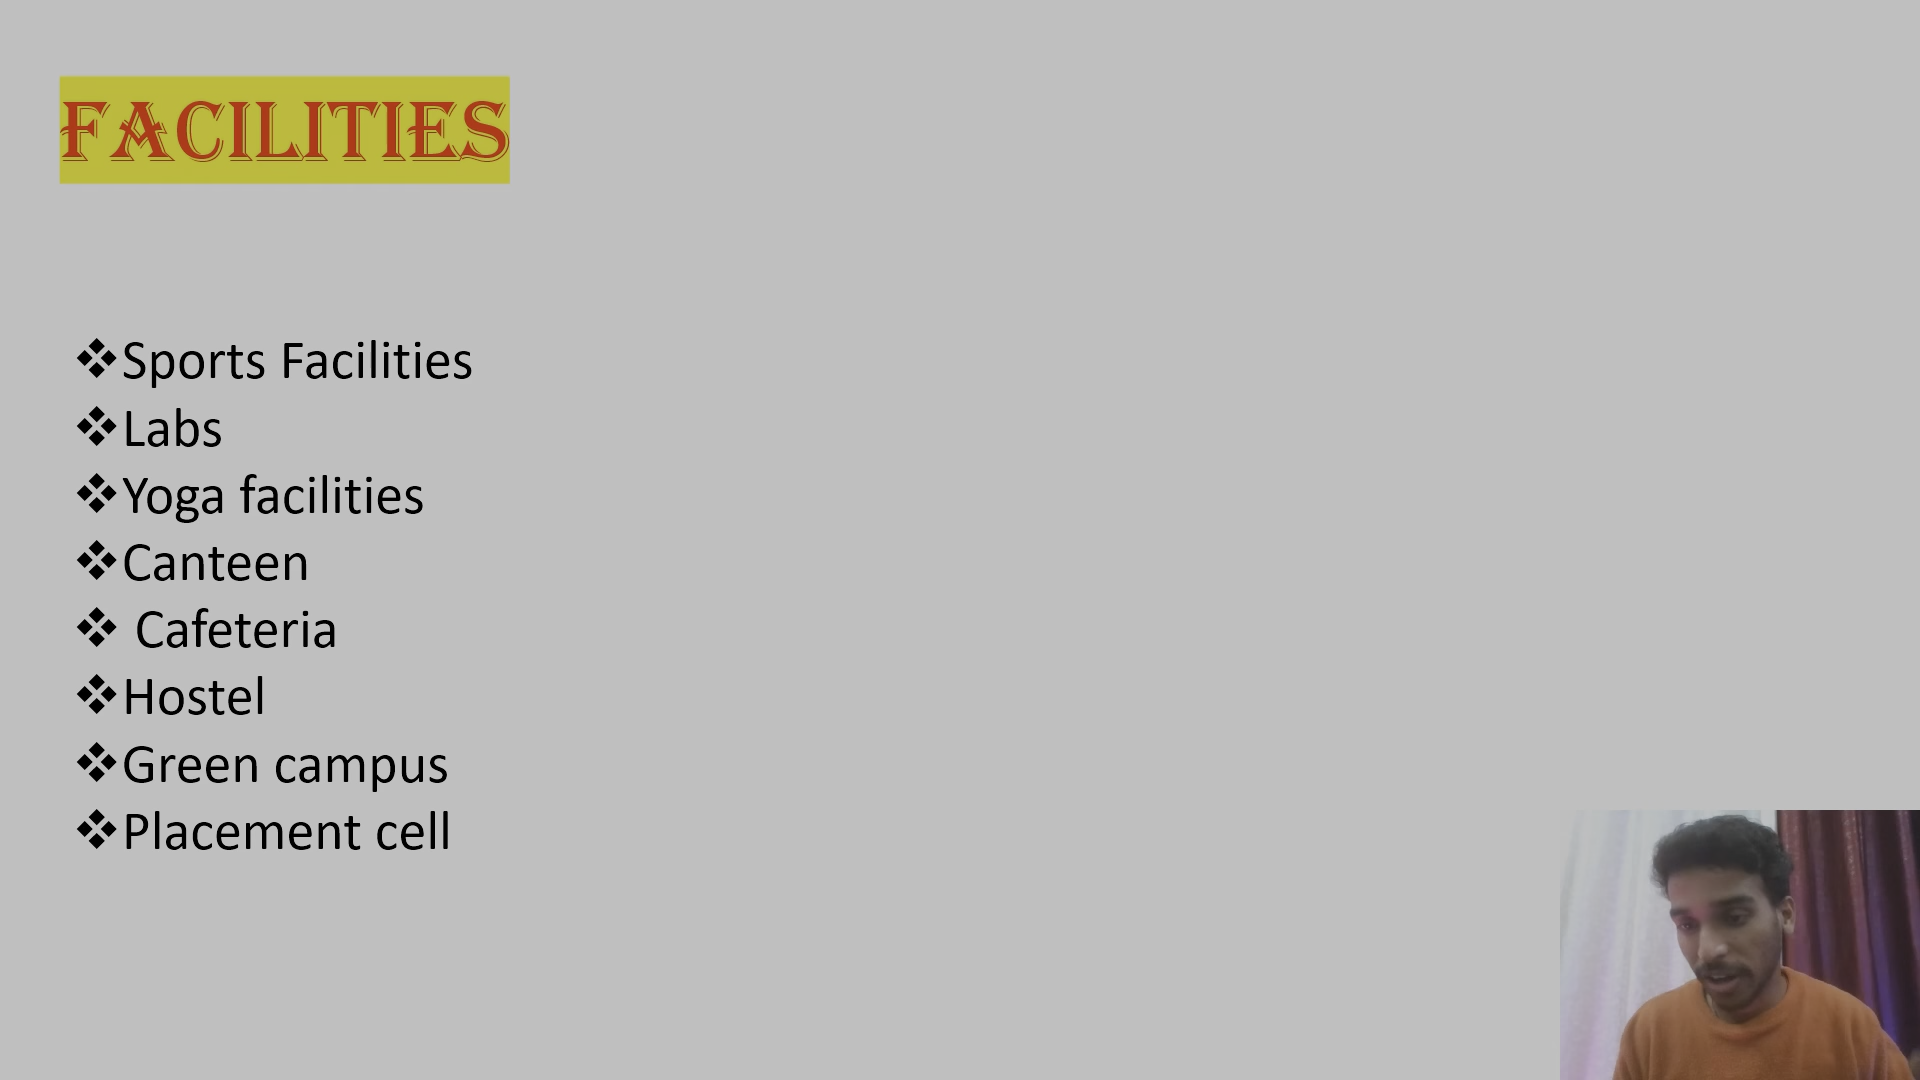 FACILITIES
❖Sports Facilities
❖Labs
❖Yoga facilities
❖Canteen
❖ Cafeteria
❖Hostel
❖Green campus
❖Placement cell